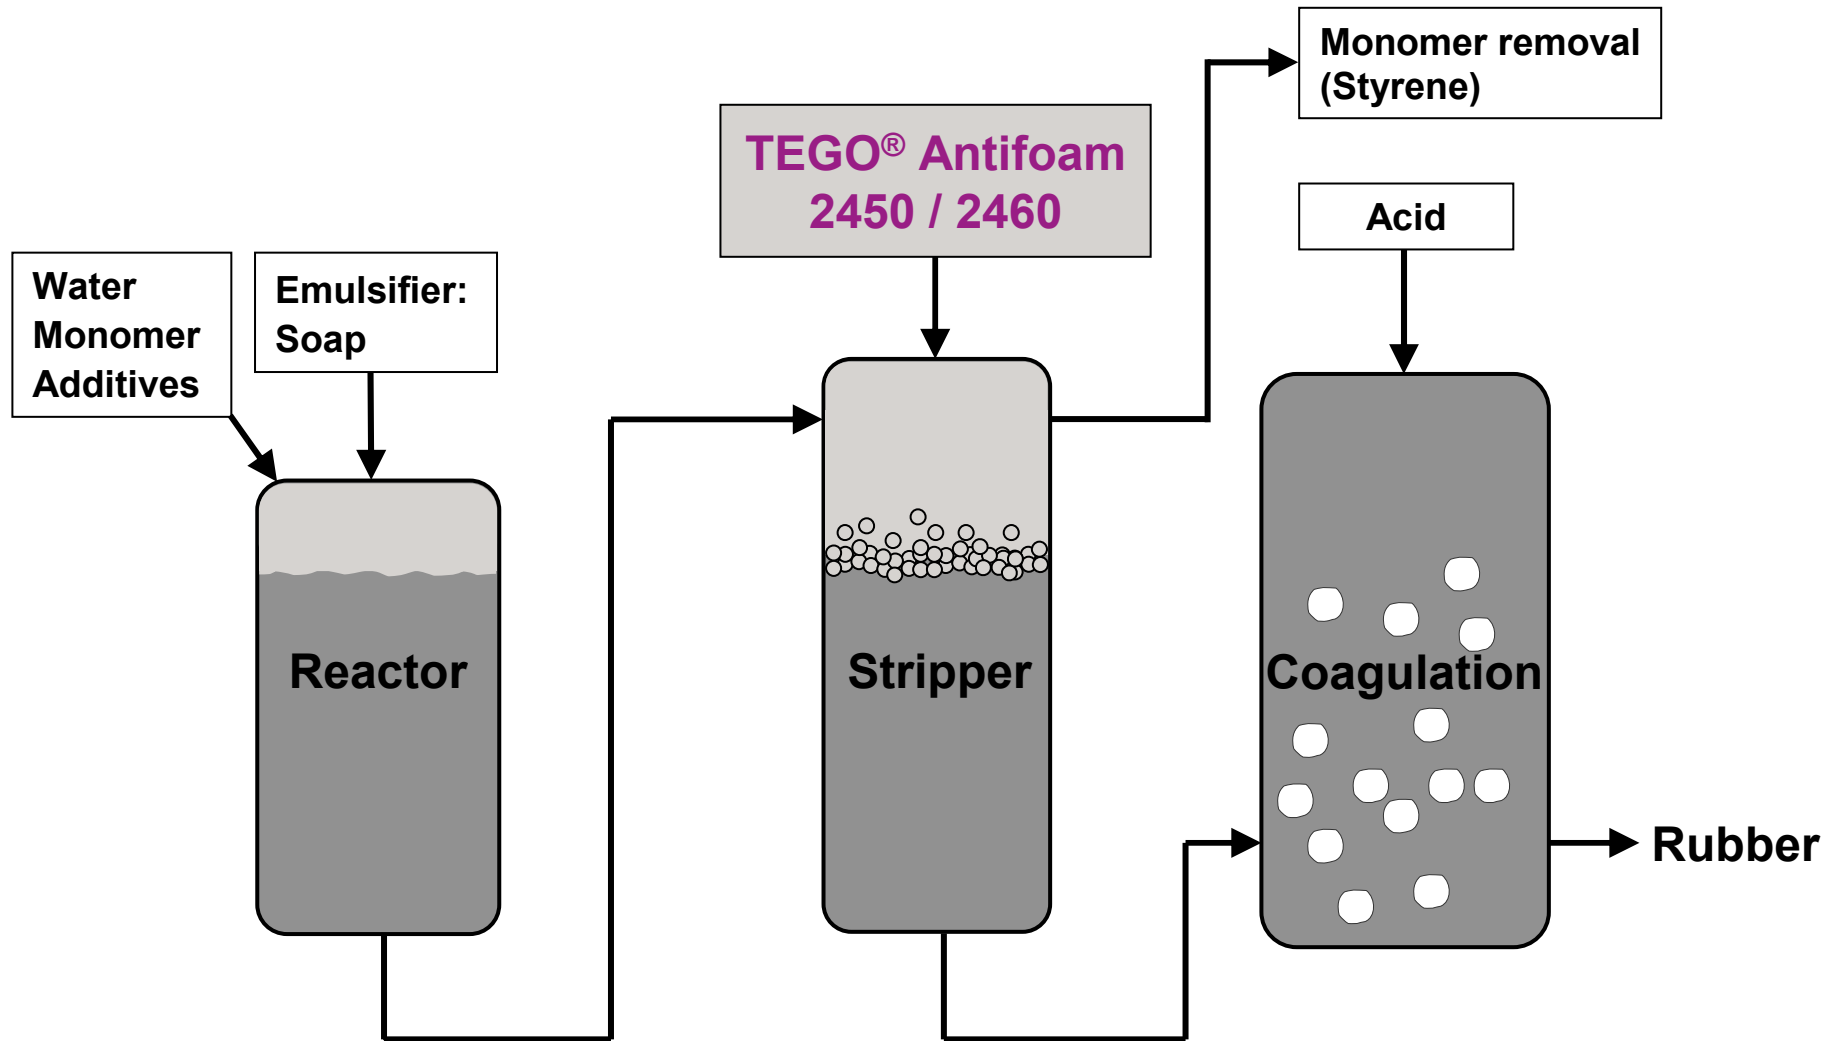 Monomer removal
(Styrene)
TEGO® Antifoam
2450 / 2460
Acid
Water
Monomer
Additives
Emulsifier:
Soap
Reactor
Stripper
Coagulation
Rubber